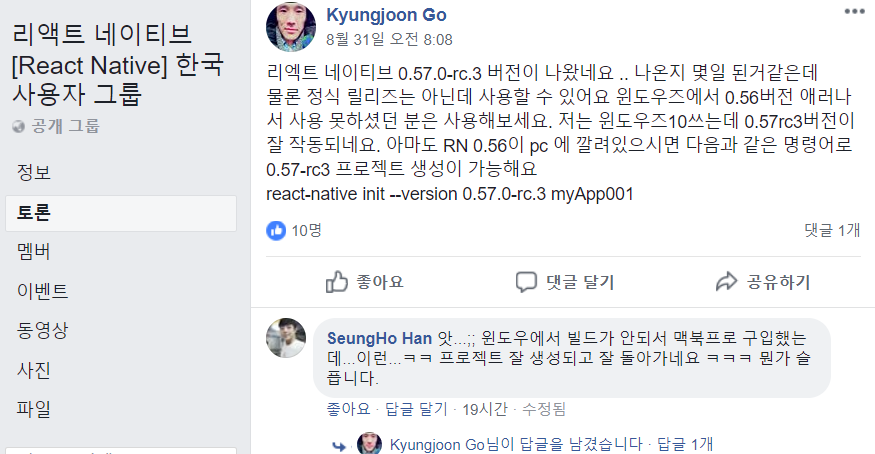 리액트 네이티브
[React Native] 한국
사용자 그룹
공개 그룹
정보
토론
멤버
이벤트
동영상
사진
파일
Kyungjoon Go
8월 31일 오전 8:08
리엑트 네이티브 0.57.0-rc.3 버전이 나왔네요 .. 나온지 몇일 된거같은데
물론 정식 릴리즈는 아닌데 사용할 수 있어요 윈도우즈에서 0.56버전 애러나
서 사용 못하셨던 분은 사용해보세요. 저는 윈도우즈10쓰는데 0.57rc3버전이
잘 작동되네요. 아마도 RN 0.56이 pc 에 깔려있으시면 다음과 같은 명령어로
0.57-rc3 프로젝트 생성이 가능해요
react-native init --version 0.57.0-rc.3 myApp001
10명
댓글 1개
좋아요
댓글 달기
공유하기
SeungHo Han 앗...;; 윈도우에서 빌드가 안되서 맥북프로 구입했는
데...이런...ㅋㅋ 프로젝트 잘 생성되고 잘 돌아가네요 ㅋㅋㅋ 뭔가 슬
픕니다.
좋아요 · 답글 달기 · 19시간 · 수정됨
Kyungjoon Go님이 답글을 남겼습니다 · 답글 1개